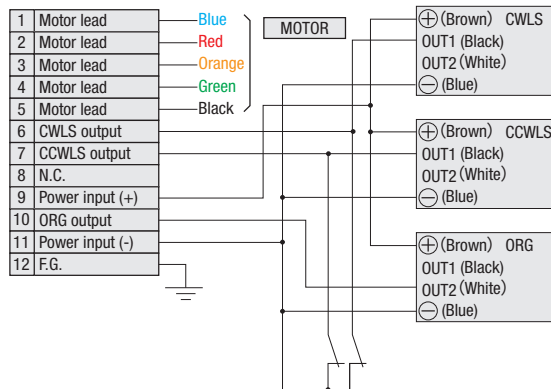 1 Motor lead Blue
2 Motor lead Red
3 Motor lead Orange
4 Motor lead Green
5 Motor lead Black
6 CWLS output
7 CCWLS output
8 N.C.
9 Power input (+)
10 ORG output
11 Power input (-)
12 F.G.
MOTOR
+ (Brown) CWLS
OUT1 (Black)
OUT2 (White)
− (Blue)
+ (Brown) CCWLS
OUT1 (Black)
OUT2 (White)
− (Blue)
+ (Brown) ORG
OUT1 (Black)
OUT2 (White)
− (Blue)